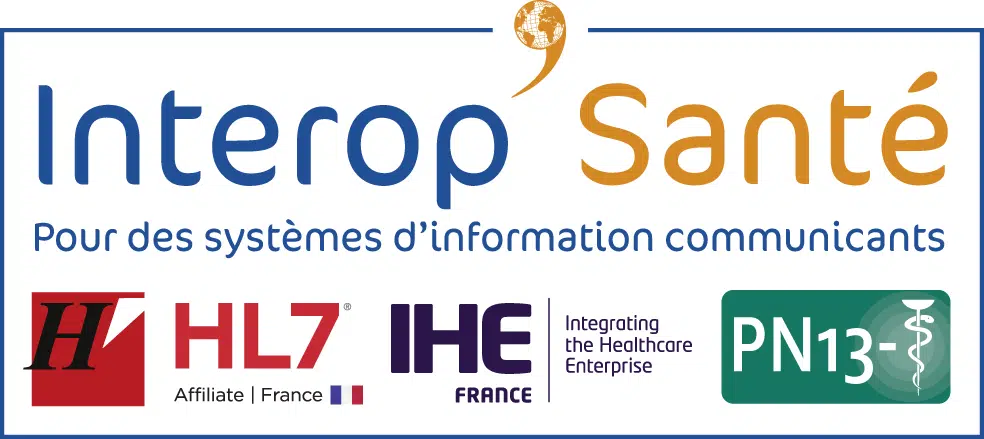 Interop'Santé
Pour des systèmes d'information communicants
H
HL7®
Affiliate | France
IHE
FRANCE
Integrating
the Healthcare
Enterprise
PN13-